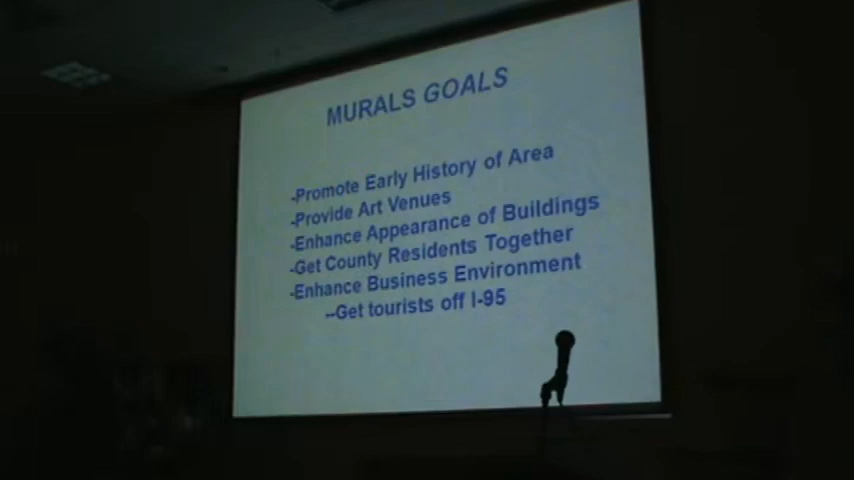 MURALS GOALS
-Promote Early History of Area
-Provide Art Venues
-Enhance Appearance of Buildings
-Get County Residents Together
-Enhance Business Environment
--Get tourists off I-95